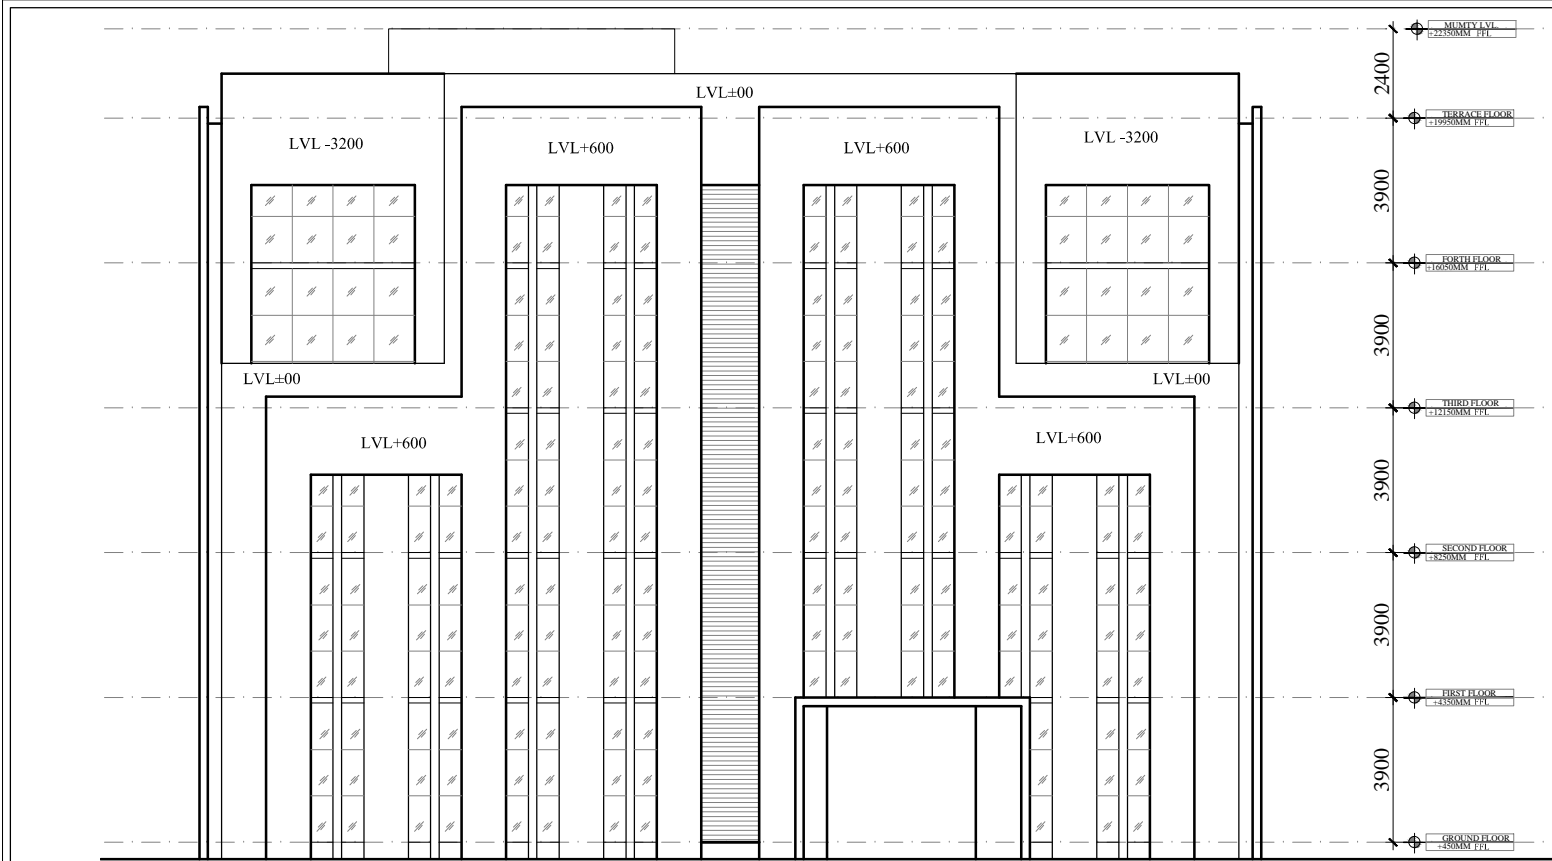 MUMTY LVL.
+22350MM FFL
2400
LVL±00
TERRACE FLOOR
+19950MM FFL
LVL -3200
LVL+600
LVL+600
LVL -3200
3900
FORTH FLOOR
+16050MM FFL
3900
LVL±00
LVL±00
THIRD FLOOR
+12150MM FFL
LVL+600
LVL+600
3900
SECOND FLOOR
+8250MM FFL
3900
FIRST FLOOR
+4350MM FFL
3900
GROUND FLOOR
+450MM FFL